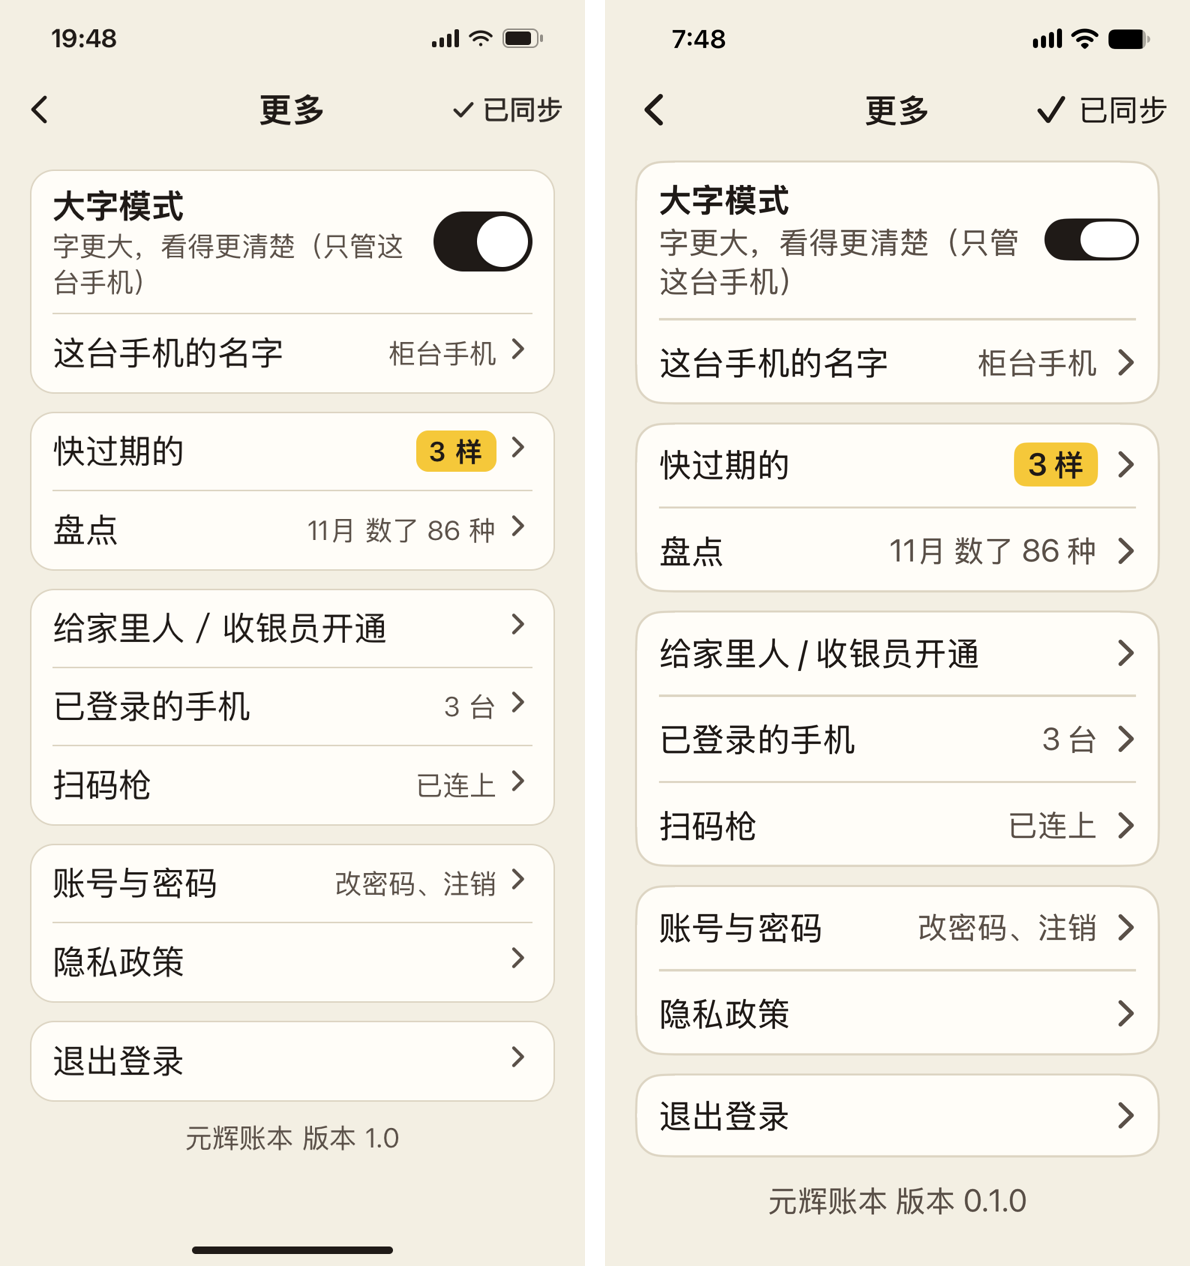 19:48
更多
已同步
大字模式
字更大，看得更清楚（只管这
台手机）
这台手机的名字 柜台手机
快过期的 3 样
盘点 11月 数了 86 种
给家里人 / 收银员开通
已登录的手机 3 台
扫码枪 已连上
账号与密码 改密码、注销
隐私政策
退出登录
元辉账本 版本 1.0
7:48
更多
已同步
大字模式
字更大，看得更清楚（只管
这台手机）
这台手机的名字 柜台手机
快过期的 3 样
盘点 11月 数了 86 种
给家里人 / 收银员开通
已登录的手机 3 台
扫码枪 已连上
账号与密码 改密码、注销
隐私政策
退出登录
元辉账本 版本 0.1.0